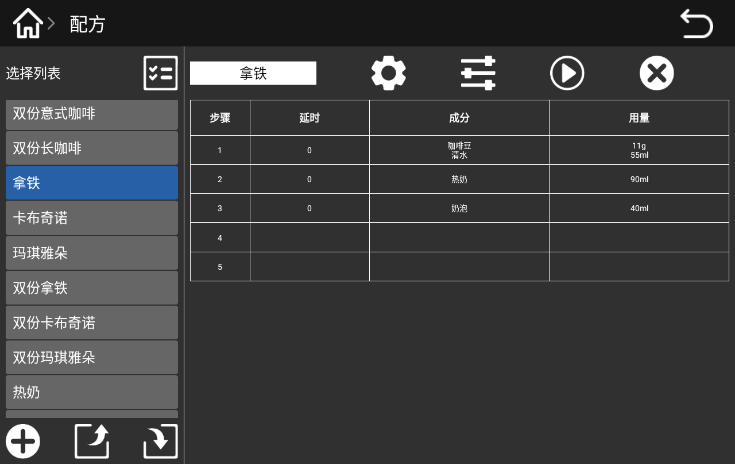 配方
选择列表
双份意式咖啡
双份长咖啡
拿铁
卡布奇诺
玛琪雅朵
双份拿铁
双份卡布奇诺
双份玛琪雅朵
热奶
拿铁
步骤 延时 成分 用量
1 0 咖啡豆 11g
清水 55ml
2 0 热奶 90ml
3 0 奶泡 40ml
4
5